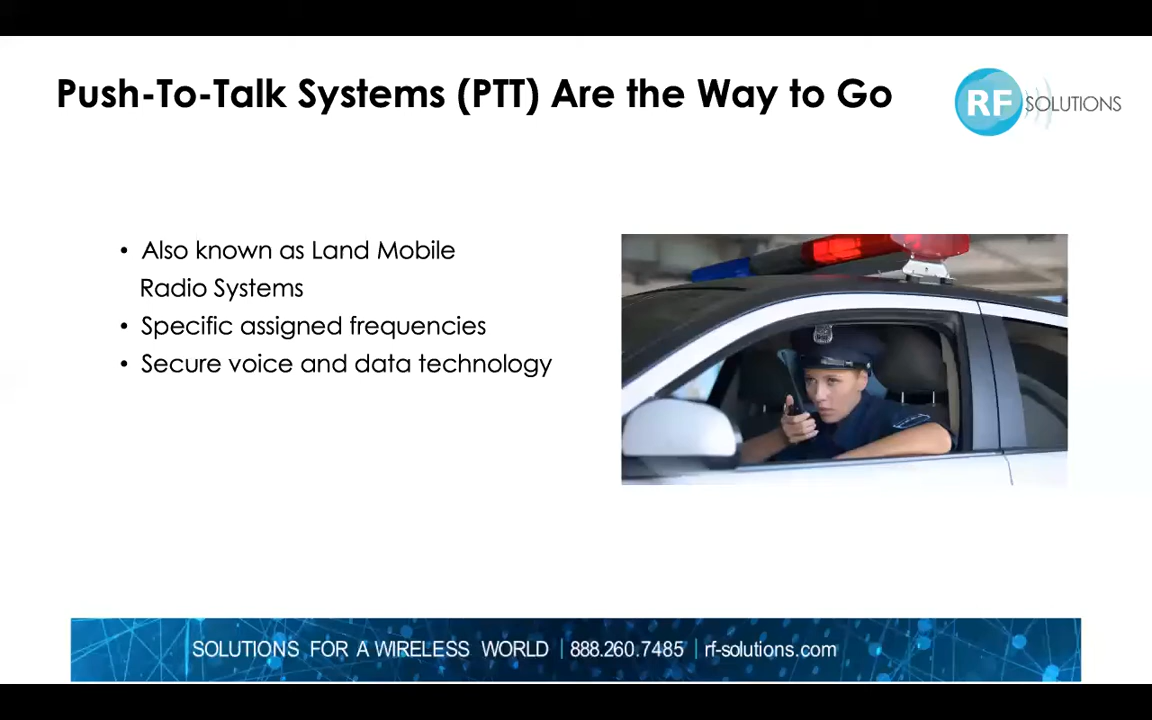 Push-To-Talk Systems (PTT) Are the Way to Go
RF SOLUTIONS
• Also known as Land Mobile
Radio Systems
• Specific assigned frequencies
• Secure voice and data technology
SOLUTIONS FOR A WIRELESS WORLD | 888.260.7485 | rf-solutions.com